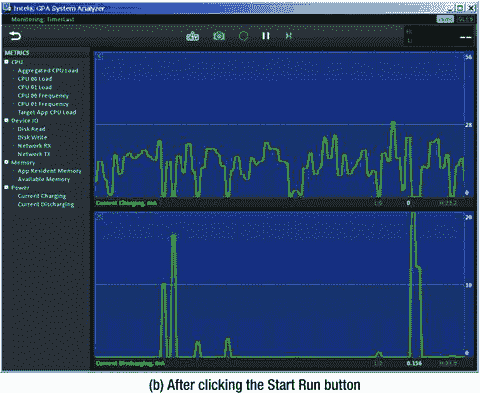 Intel(R) GPA System Analyzer
Monitoring: TimerLast
METRICS
CPU
Aggregated CPU Load
CPU 00 Load
CPU 01 Load
CPU 00 Frequency
CPU 01 Frequency
Target App CPU Load
Device IO
Disk Read
Disk Write
Network RX
Network TX
Memory
App Resident Memory
Available Memory
Power
Current Charging
Current Discharging
56
28
0
Current Charging, mA
0
20
10
0
Current Discharging, mA
0.156
(b) After clicking the Start Run button